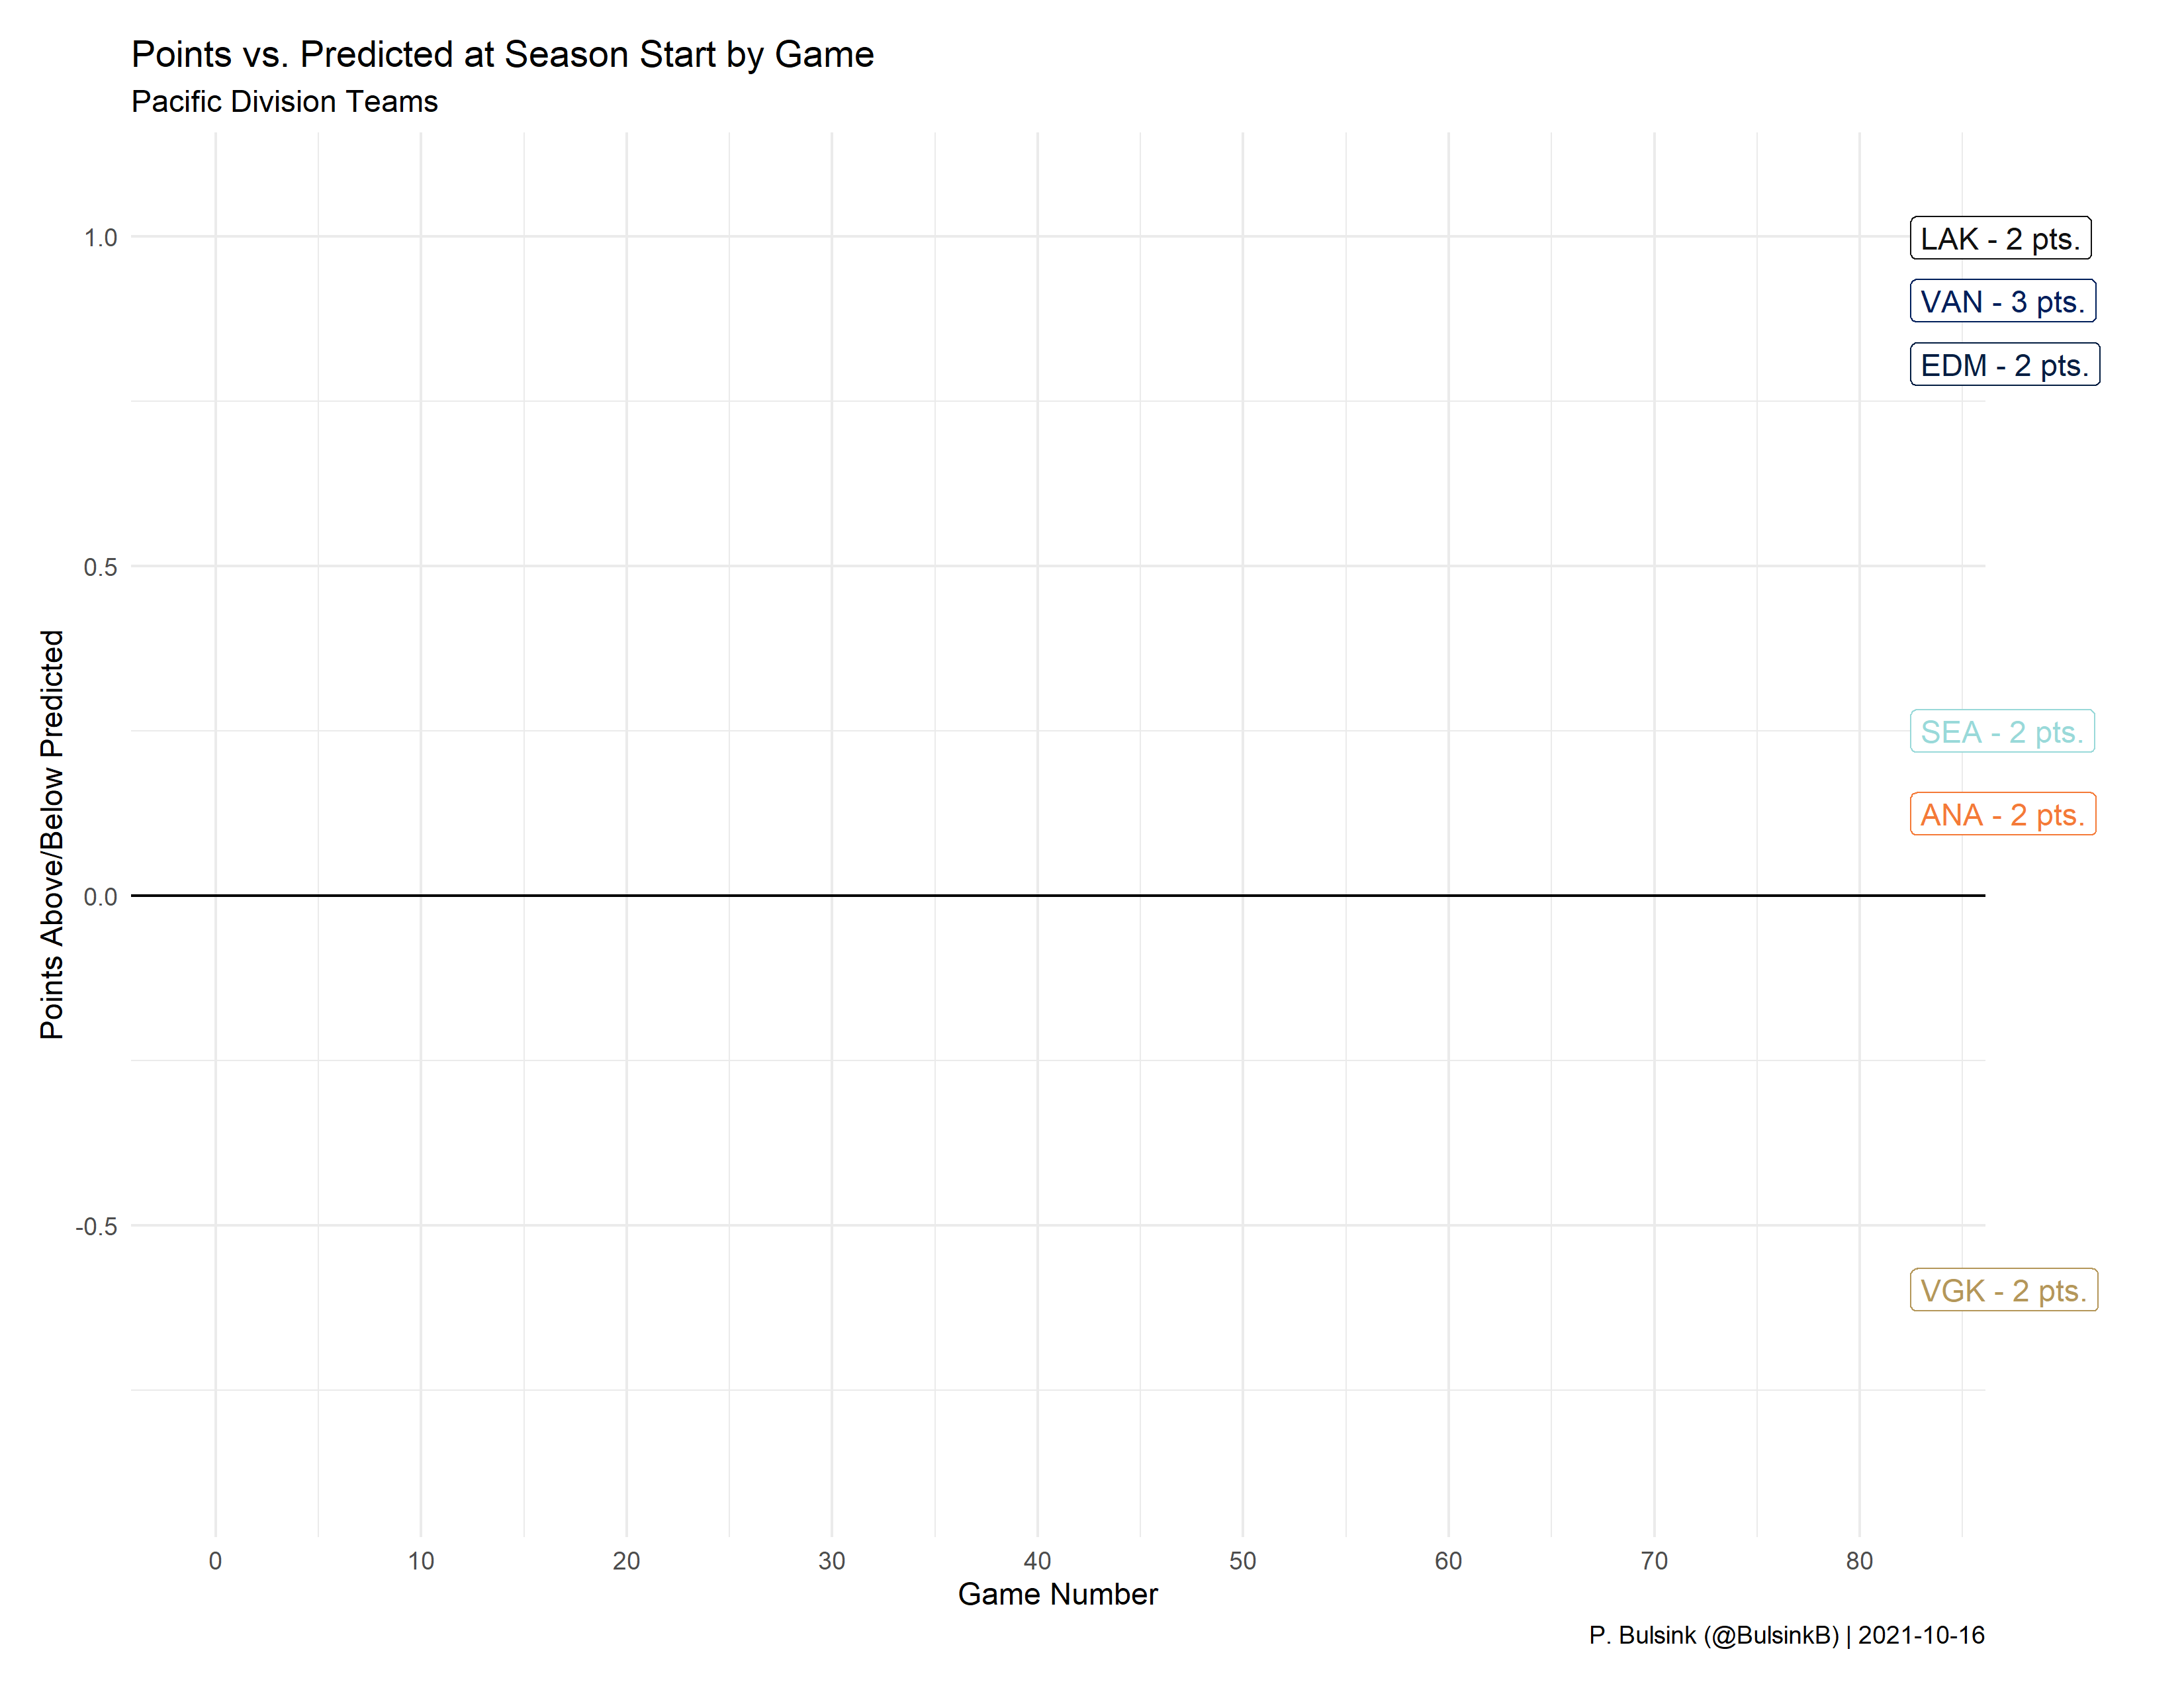 Points vs. Predicted at Season Start by Game
Pacific Division Teams
Points Above/Below Predicted
1.0
0.5
0.0
-0.5
LAK - 2 pts.
VAN - 3 pts.
EDM - 2 pts.
SEA - 2 pts.
ANA - 2 pts.
VGK - 2 pts.
0 10 20 30 40 50 60 70 80
Game Number
P. Bulsink (@BulsinkB) | 2021-10-16